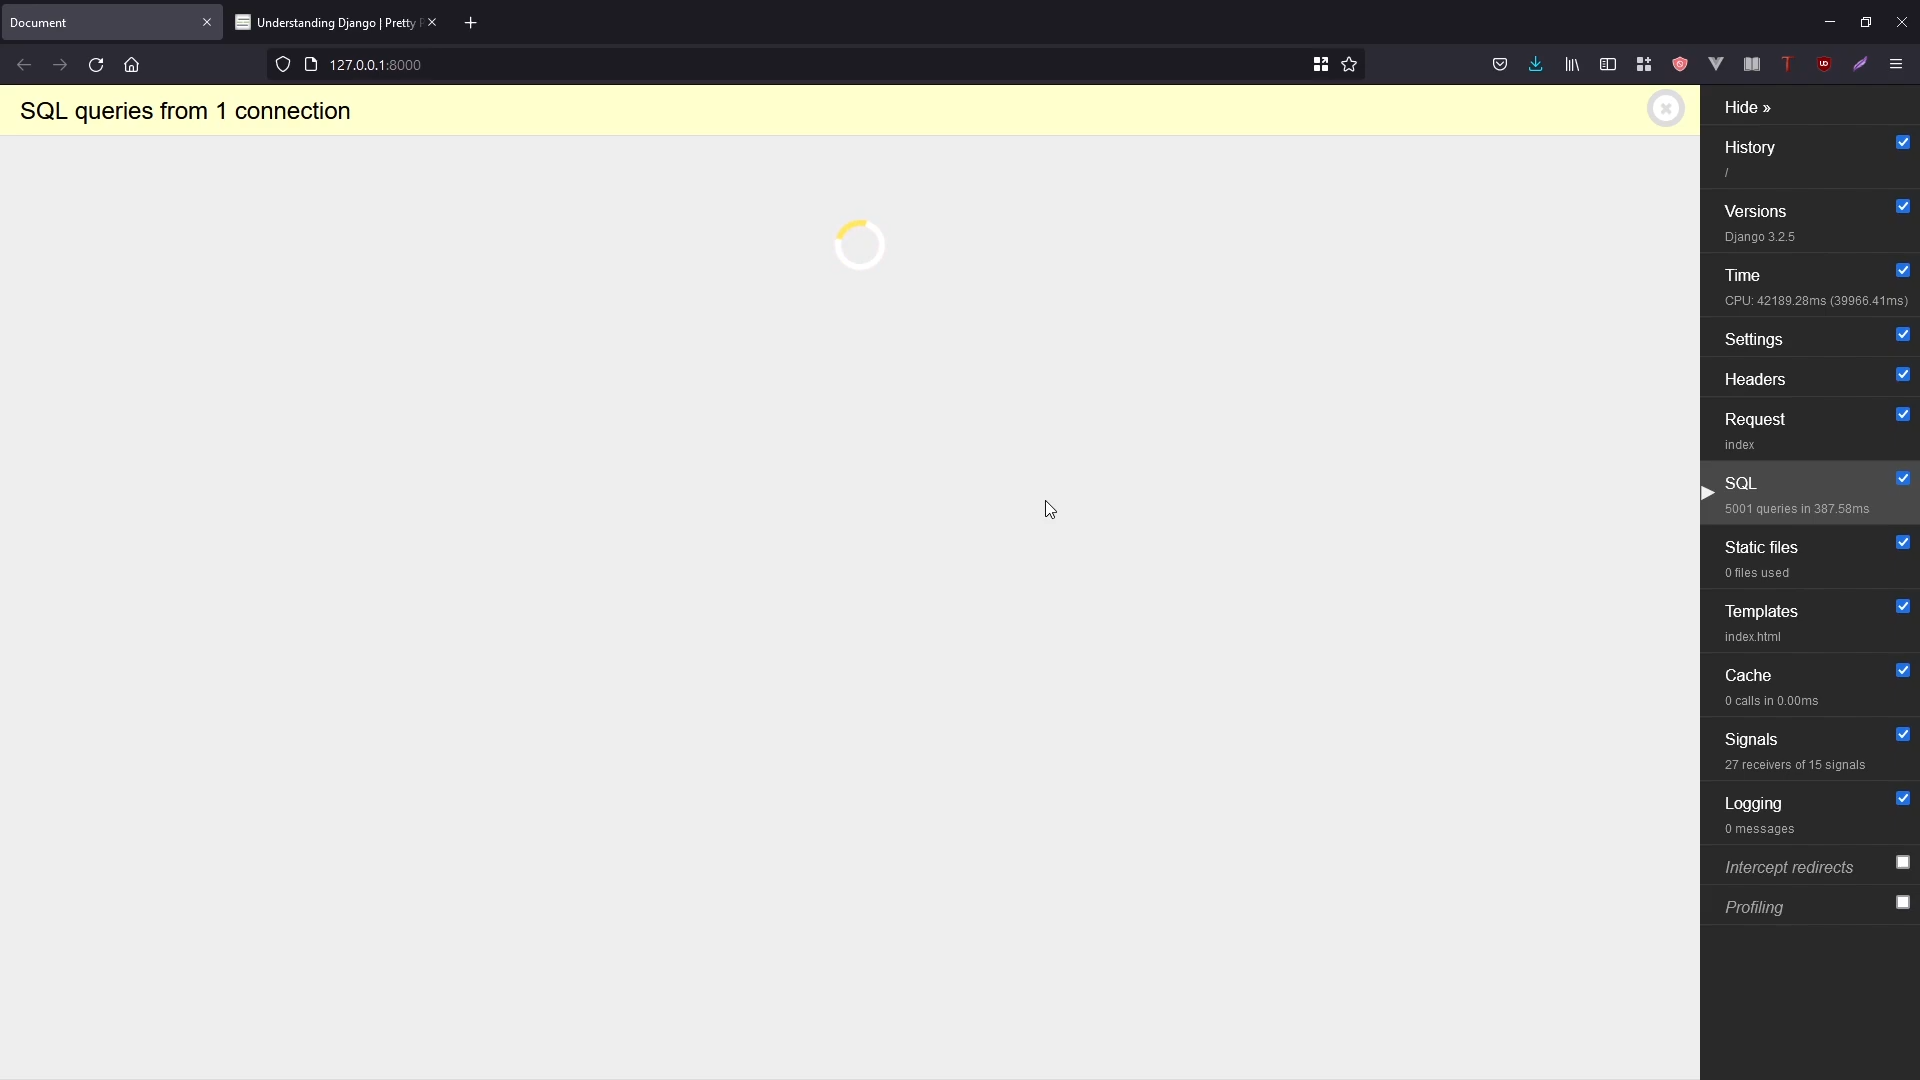 Document
Understanding Django | Pretty
127.0.0.1:8000
SQL queries from 1 connection
Hide »
History
/
Versions
Django 3.2.5
Time
CPU: 42189.28ms (39966.41ms)
Settings
Headers
Request
index
SQL
5001 queries in 387.58ms
Static files
0 files used
Templates
index.html
Cache
0 calls in 0.00ms
Signals
27 receivers of 15 signals
Logging
0 messages
Intercept redirects
Profiling